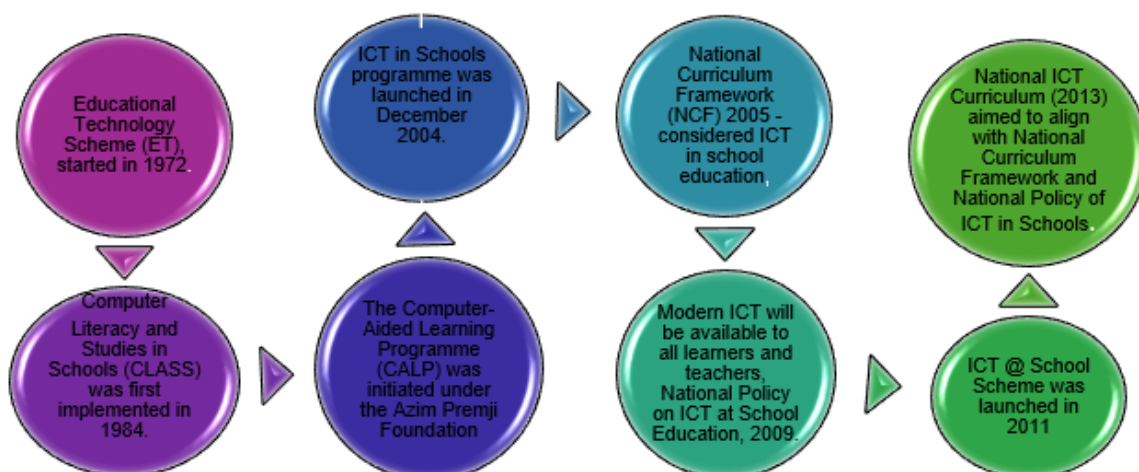 Educational
Technology
Scheme (ET),
started in 1972.
Computer
Literacy and
Studies in
Schools (CLASS)
was first
implemented in
1984.
The Computer-
Aided Learning
Programme
(CALP) was
initiated under
the Azim Premji
Foundation
ICT in Schools
programme was
launched in
December
2004.
National
Curriculum
Framework
(NCF) 2005 -
considered ICT
in school
education,
Modern ICT will
be available to
all learners and
teachers,
National Policy
on ICT at School
Education, 2009.
ICT @ School
Scheme was
launched in
2011
National ICT
Curriculum (2013)
aimed to align
with National
Curriculum
Framework and
National Policy of
ICT in Schools.